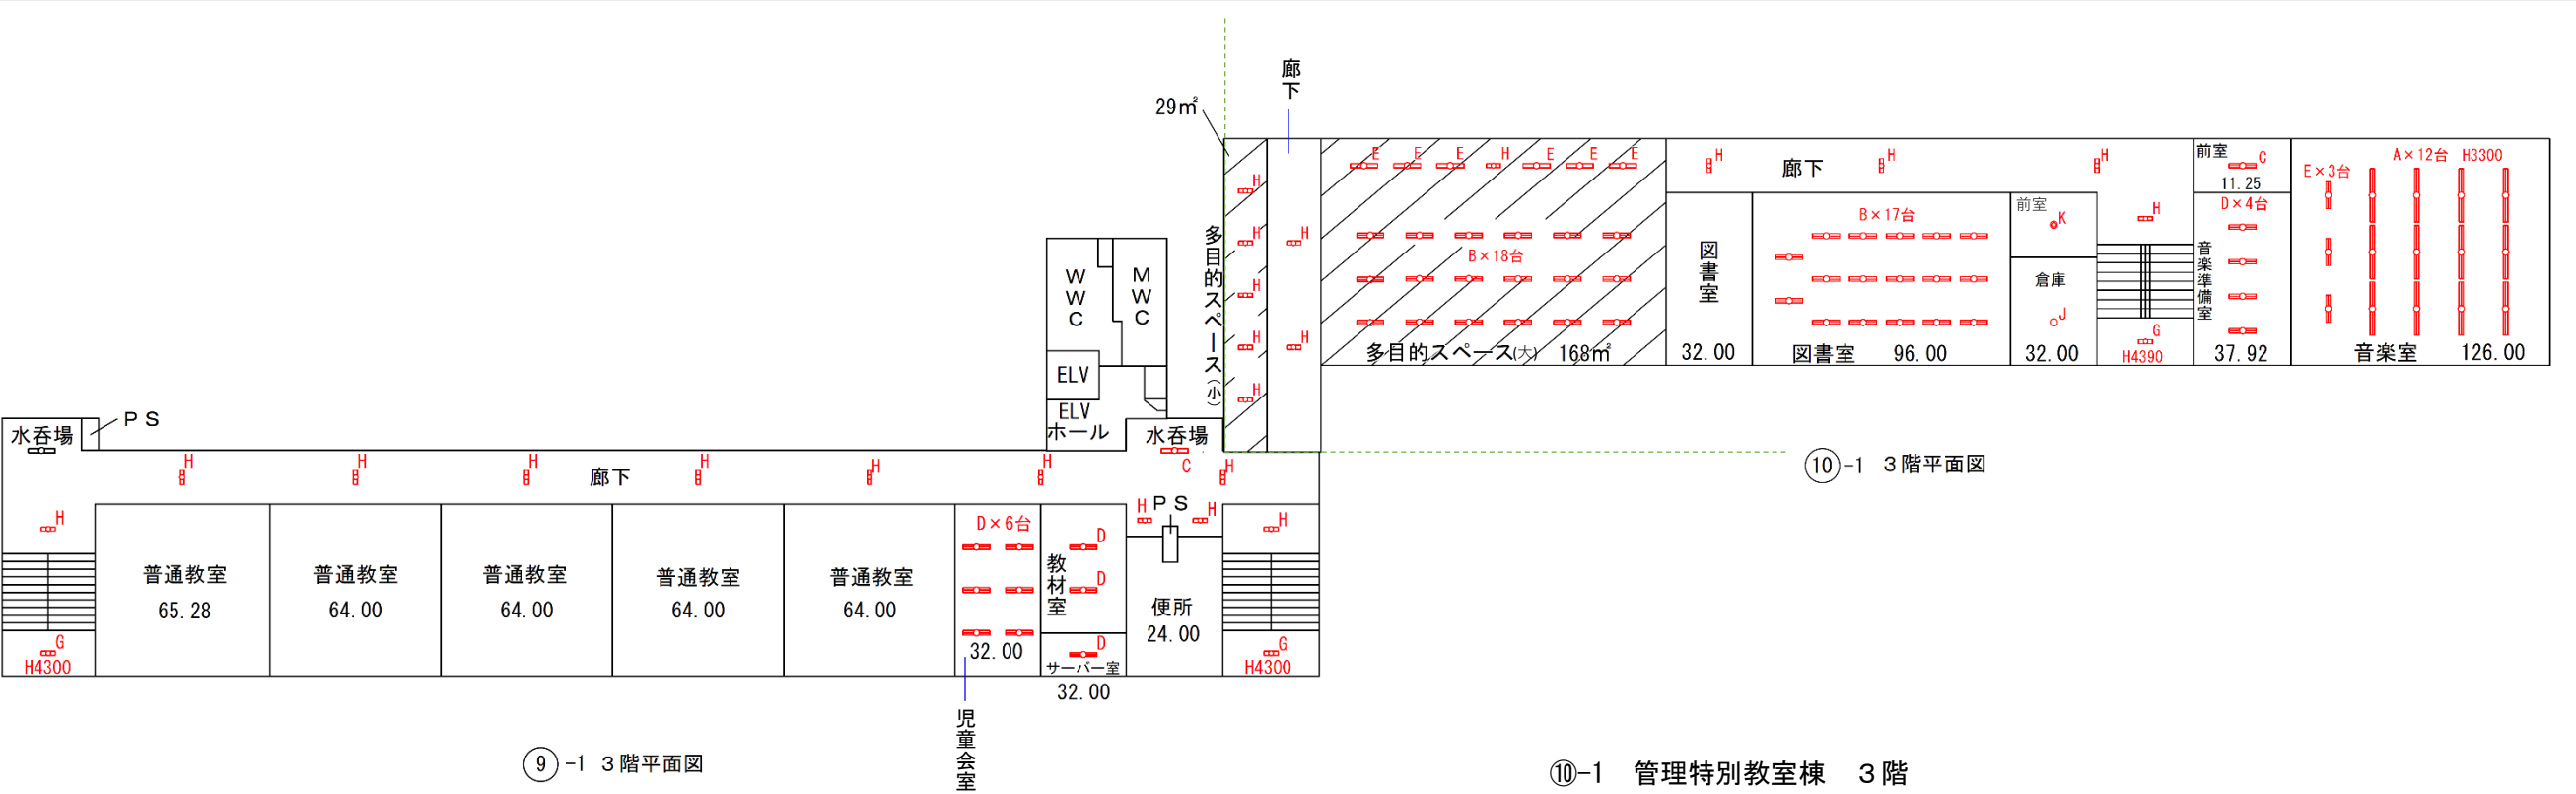 廊下
29㎡
多目的スペース(小)
H
H
H
H
H
H
H
E
E
E
H
E
E
E
B×18台
多目的スペース(大) 168㎡
H
廊下
H
H
図書室
32.00
B×17台
図書室 96.00
前室
K
倉庫
J
32.00
H
G
H4390
前室
C
11.25
D×4台
音楽準備室
37.92
E×3台
A×12台 H3300
音楽室 126.00
⑩-1 3階平面図
WWC
MWC
ELV
ELV
ホール
水呑場
C
水呑場
PS
H
H
H
H
H
H
H
廊下
H
G
H4300
普通教室
65.28
普通教室
64.00
普通教室
64.00
普通教室
64.00
普通教室
64.00
D×6台
32.00
児童会室
教材室
D
D
D
サーバー室
32.00
H
PS
H
便所
24.00
H
G
H4300
⑨-1 3階平面図
⑩-1 管理特別教室棟 3階